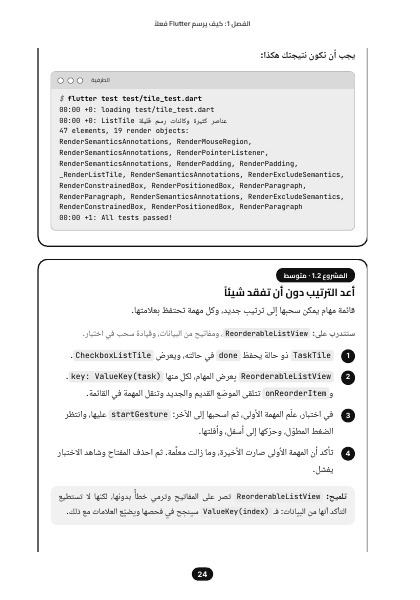 الفصل 1: كيف يرسم Flutter فعلًا
يجب أن تكون نتيجتك هكذا:
الطرفية
$ flutter test test/tile_test.dart
00:00 +0: loading test/tile_test.dart
00:00 +0: ListTile عناصر كثيرة وكائنات رسم قليلة
47 elements, 19 render objects:
RenderSemanticsAnnotations, RenderMouseRegion,
RenderSemanticsAnnotations, RenderPointerListener,
RenderSemanticsAnnotations, RenderPadding, RenderPadding,
_RenderListTile, RenderSemanticsAnnotations, RenderExcludeSemantics,
RenderConstrainedBox, RenderPositionedBox, RenderParagraph,
RenderParagraph, RenderSemanticsAnnotations, RenderExcludeSemantics,
RenderConstrainedBox, RenderPositionedBox, RenderParagraph
00:00 +1: All tests passed!
المشروع 1.2 · متوسط
أعد الترتيب دون أن تفقد شيئًا
قائمة مهام يمكن سحبها إلى ترتيب جديد، وكل مهمة تحتفظ بعلامتها.
ستتدرب على: ReorderableListView، ومفاتيح من البيانات، وقيادة سحب في اختبار.
1 TaskTile ذو حالة يحفظ done في حالته، ويعرض CheckboxListTile.
2 ReorderableListView يعرض المهام، لكل منها key: ValueKey(task).
و onReorderItem تتلقى الموضع القديم والجديد وتنقل المهمة في القائمة.
3 في اختبار، علّم المهمة الأولى، ثم اسحبها إلى الآخر: startGesture عليها، وانتظر
الضغط المطوّل، وحرّكها إلى أسفل، وأفلتها.
4 تأكد أن المهمة الأولى صارت الأخيرة، وما زالت معلَّمة. ثم احذف المفتاح وشاهد الاختبار
يفشل.
تلميح: ReorderableListView تصر على المفاتيح وترمي خطأً بدونها، لكنها لا تستطيع
التأكد أنها من البيانات: فـ ValueKey(index) سينجح في فحصها ويضيّع العلامات مع ذلك.
24